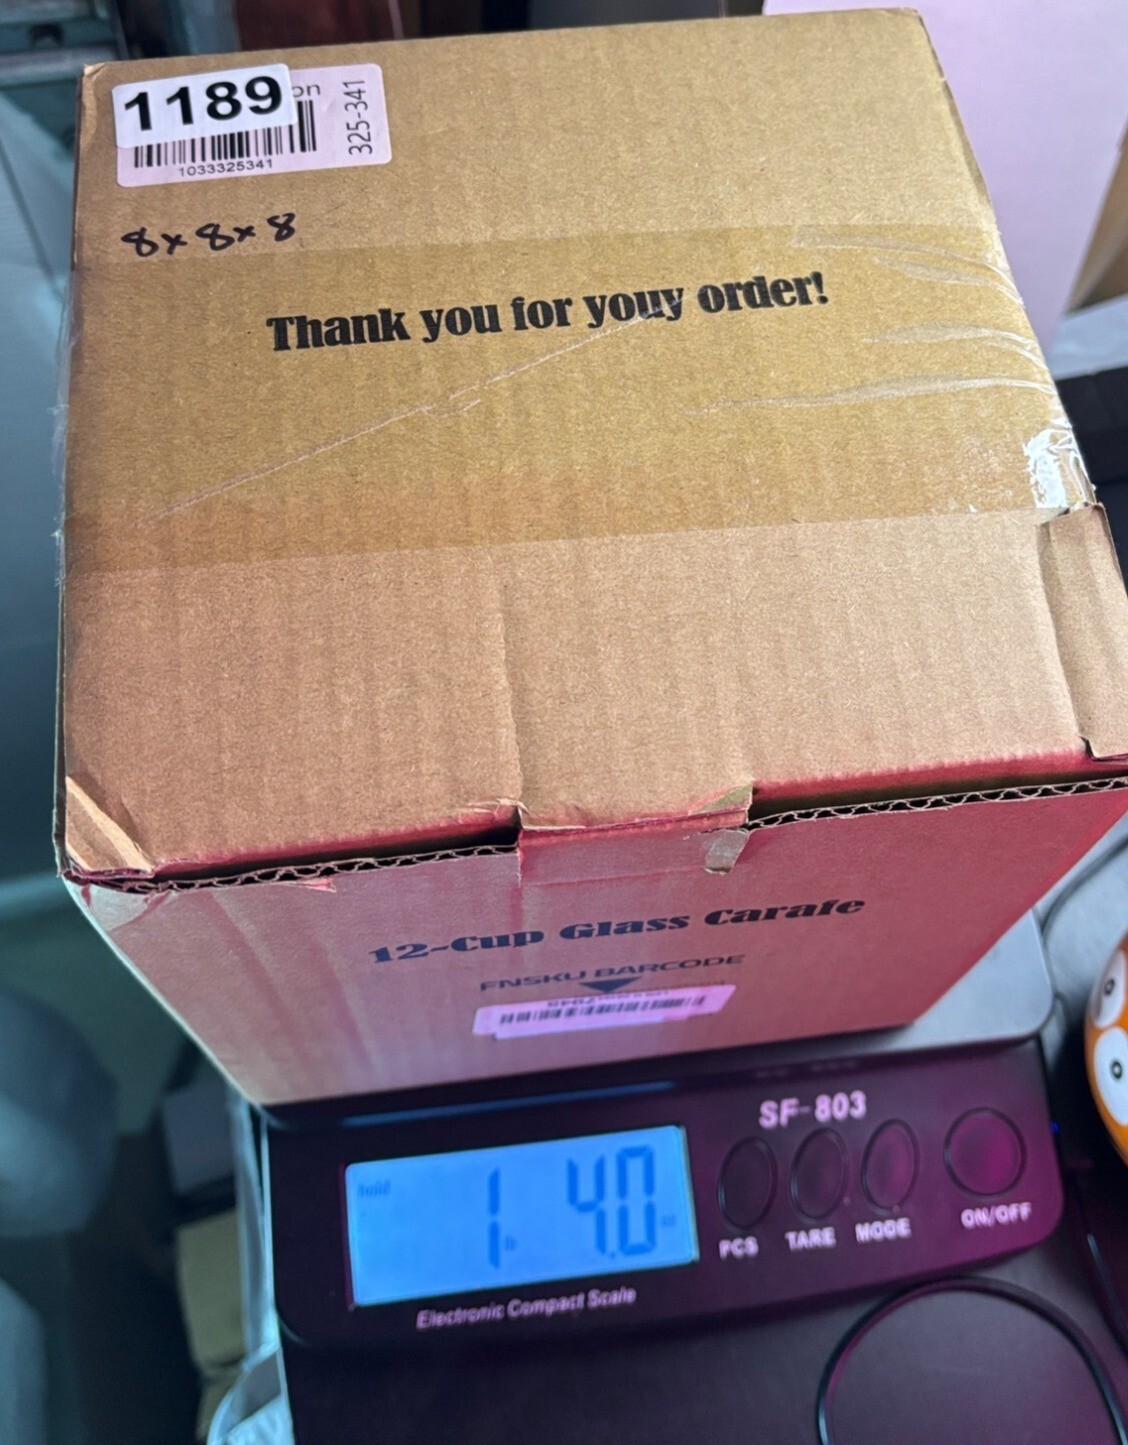 1189 on
325-341
1033325341
8x8x8
Thank you for youy order!
12-Cup Glass Carafe
FNSKU BARCODE
SF-803
hold
1 lb 4.0 oz
PCS TARE MODE ON/OFF
Electronic Compact Scale